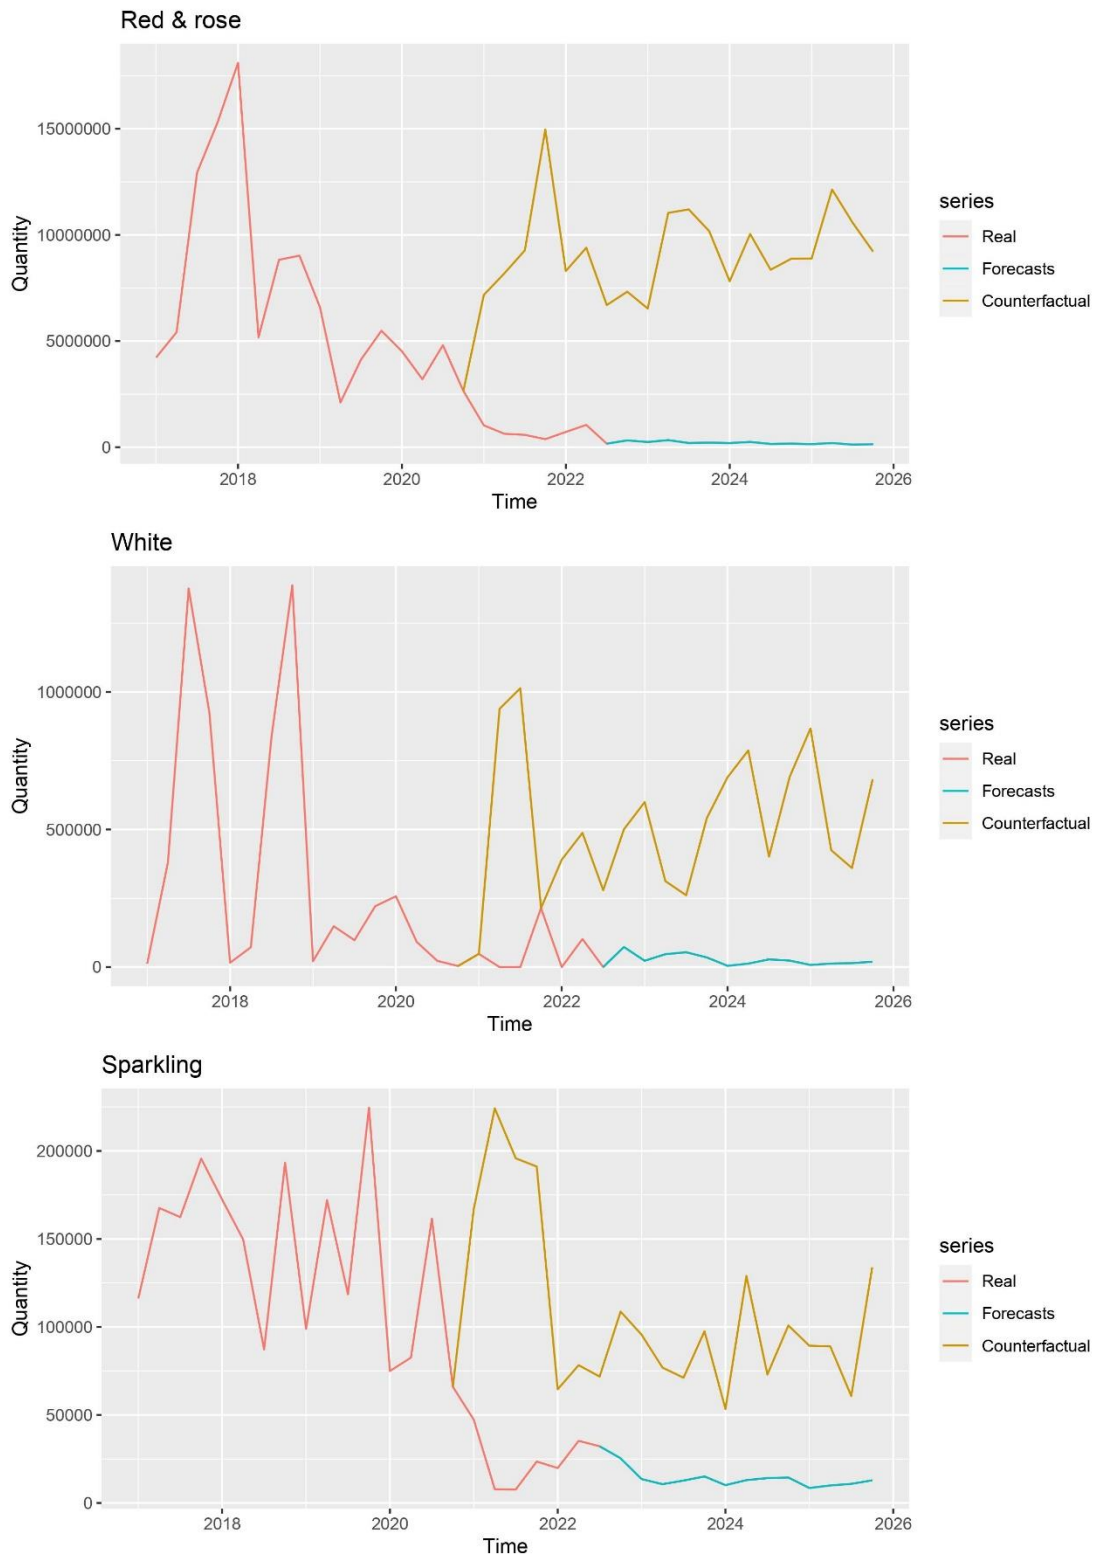 Red & rose
Quantity
15000000
10000000
5000000
0
2018 2020 2022 2024 2026
Time
series
Real
Forecasts
Counterfactual
White
Quantity
1000000
500000
0
2018 2020 2022 2024 2026
Time
series
Real
Forecasts
Counterfactual
Sparkling
Quantity
200000
150000
100000
50000
0
2018 2020 2022 2024 2026
Time
series
Real
Forecasts
Counterfactual